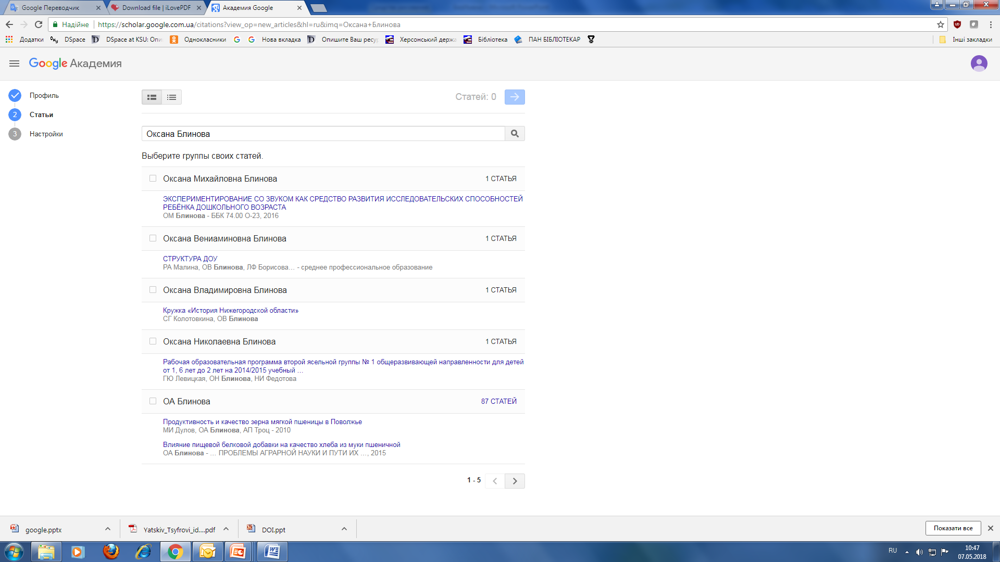 Google Переводчик
Download file | iLovePDF
Академия Google
Надійне
https://scholar.google.com.ua/citations?view_op=new_articles&hl=ru&imq=Оксана+Блинова
Додатки
DSpace
DSpace at KSU: Опи
Однокласники
Нова вкладка
Опишите Ваш ресу
Херсонський держа
Бібліотека
ПАН БІБЛІОТЕКАР
Інші закладки
Google Академия
Профиль
2 Статьи
3 Настройки
Статей: 0
Оксана Блинова
Выберите группы своих статей.
Оксана Михайловна Блинова 1 СТАТЬЯ
ЭКСПЕРИМЕНТИРОВАНИЕ СО ЗВУКОМ КАК СРЕДСТВО РАЗВИТИЯ ИССЛЕДОВАТЕЛЬСКИХ СПОСОБНОСТЕЙ
РЕБЁНКА ДОШКОЛЬНОГО ВОЗРАСТА
ОМ Блинова - ББК 74.00 О-23, 2016
Оксана Вениаминовна Блинова 1 СТАТЬЯ
СТРУКТУРА ДОУ
РА Малина, ОВ Блинова, ЛФ Борисова… - среднее профессиональное образование
Оксана Владимировна Блинова 1 СТАТЬЯ
Кружка «История Нижегородской области»
СГ Колотовкина, ОВ Блинова
Оксана Николаевна Блинова 1 СТАТЬЯ
Рабочая образовательная программа второй ясельной группы № 1 общеразвивающей направленности для детей
от 1, 6 лет до 2 лет на 2014/2015 учебный …
ГЮ Левицкая, ОН Блинова, НИ Федотова
ОА Блинова 87 СТАТЕЙ
Продуктивность и качество зерна мягкой пшеницы в Поволжье
МИ Дулов, ОА Блинова, АП Троц - 2010
Влияние пищевой белковой добавки на качество хлеба из муки пшеничной
ОА Блинова - … ПРОБЛЕМЫ АГРАРНОЙ НАУКИ И ПУТИ ИХ …, 2015
1 - 5
google.pptx
Yatskiv_Tsyfrovi_id....pdf
DOI.ppt
Показати все
RU
10:47
07.05.2018